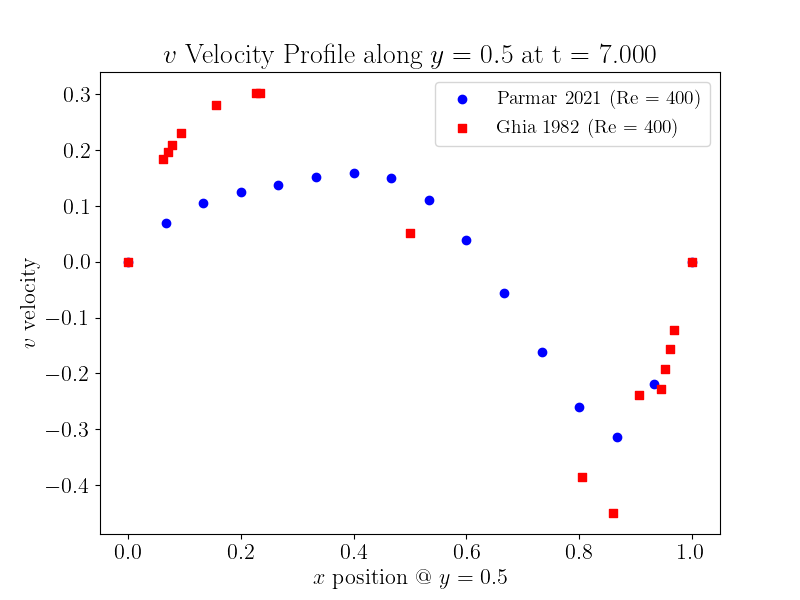 v Velocity Profile along y = 0.5 at t = 7.000
Parmar 2021 (Re = 400)
Ghia 1982 (Re = 400)
0.3
0.2
0.1
0.0
−0.1
−0.2
−0.3
−0.4
v velocity
0.0 0.2 0.4 0.6 0.8 1.0
x position @ y = 0.5